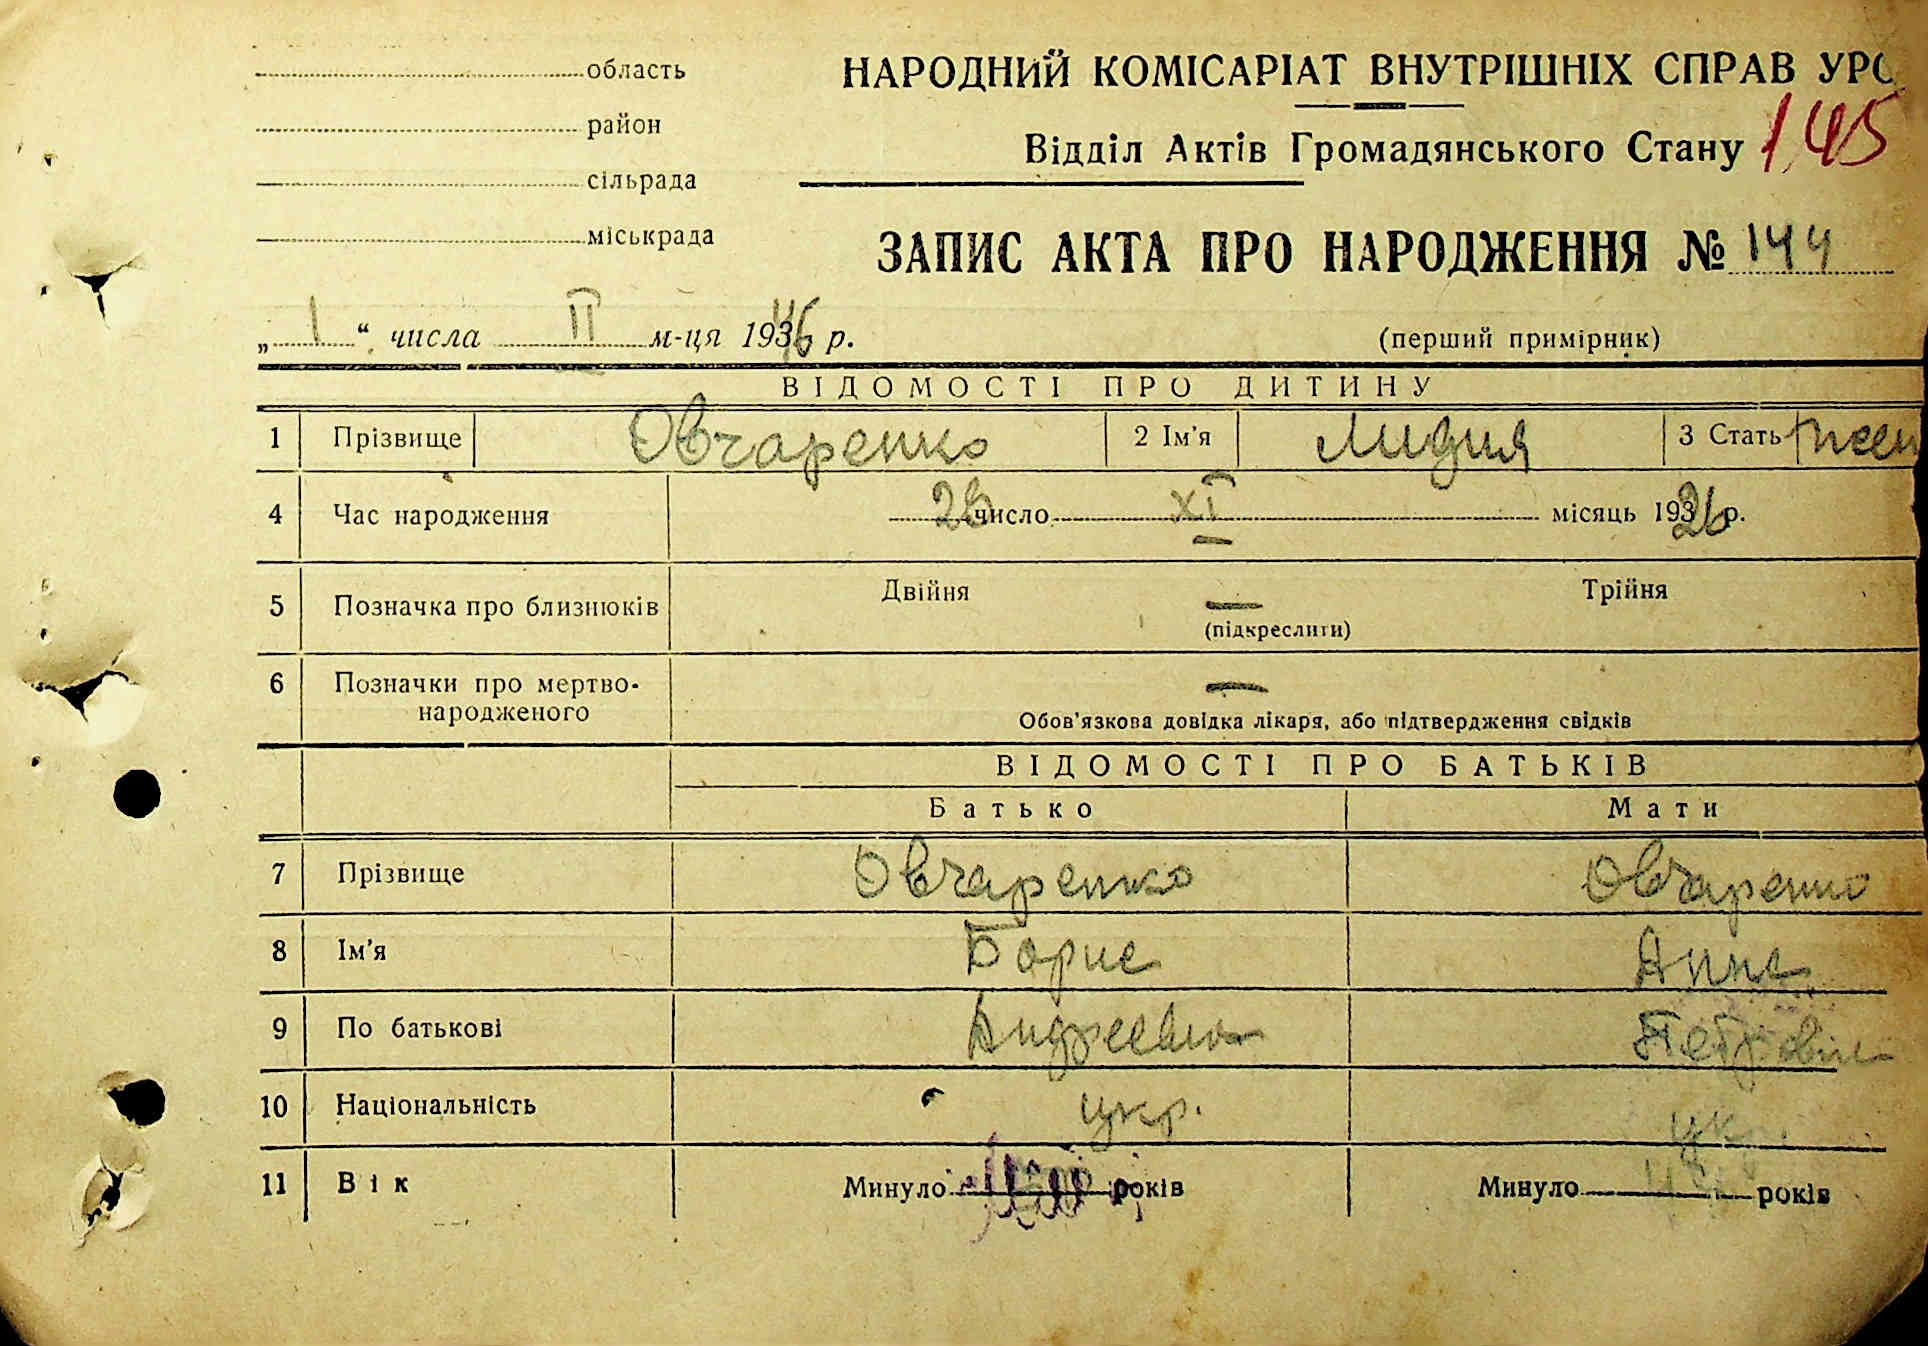 область
НАРОДНИЙ КОМІСАРІАТ ВНУТРІШНІХ СПРАВ УРС
район
Відділ Актів Громадянського Стану 145
сільрада
міськрада
ЗАПИС АКТА ПРО НАРОДЖЕННЯ № 144
„ 1 “ числа II м-ця 1946 р.
(перший примірник)
ВІДОМОСТІ ПРО ДИТИНУ
1 Прізвище Овчаренко 2 Ім'я Лидия 3 Стать жен
4 Час народження 28 число XI місяць 1926 р.
5 Позначка про близнюків Двійня — Трійня
(підкреслити)
6 Позначки про мертво-
народженого —
Обов'язкова довідка лікаря, або підтвердження свідків
ВІДОМОСТІ ПРО БАТЬКІВ
Батько Мати
7 Прізвище Овчаренко Овчаренко
8 Ім'я Борис Анна
9 По батькові Андреевич Петровна
10 Національність укр. укр.
11 Вік Минуло років Минуло років